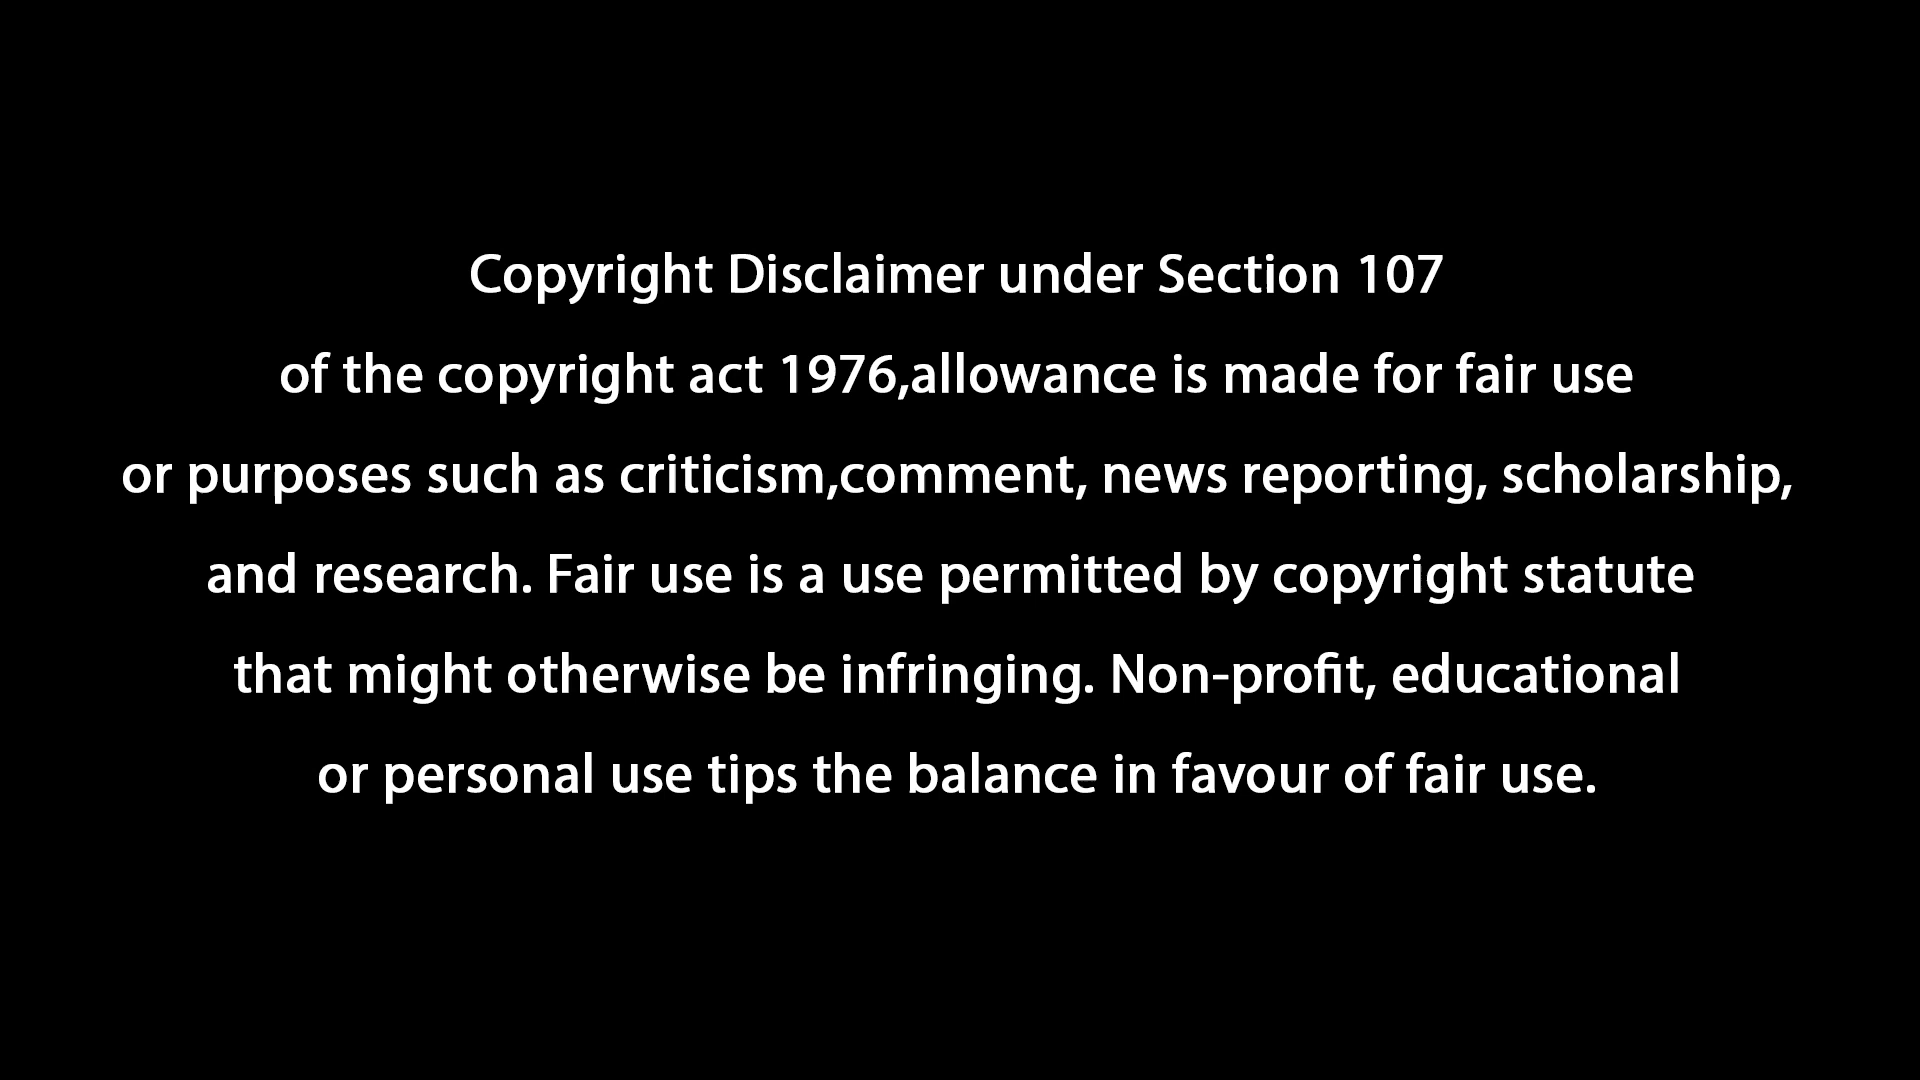 Copyright Disclaimer under Section 107
of the copyright act 1976,allowance is made for fair use
or purposes such as criticism,comment, news reporting, scholarship,
and research. Fair use is a use permitted by copyright statute
that might otherwise be infringing. Non-profit, educational
or personal use tips the balance in favour of fair use.